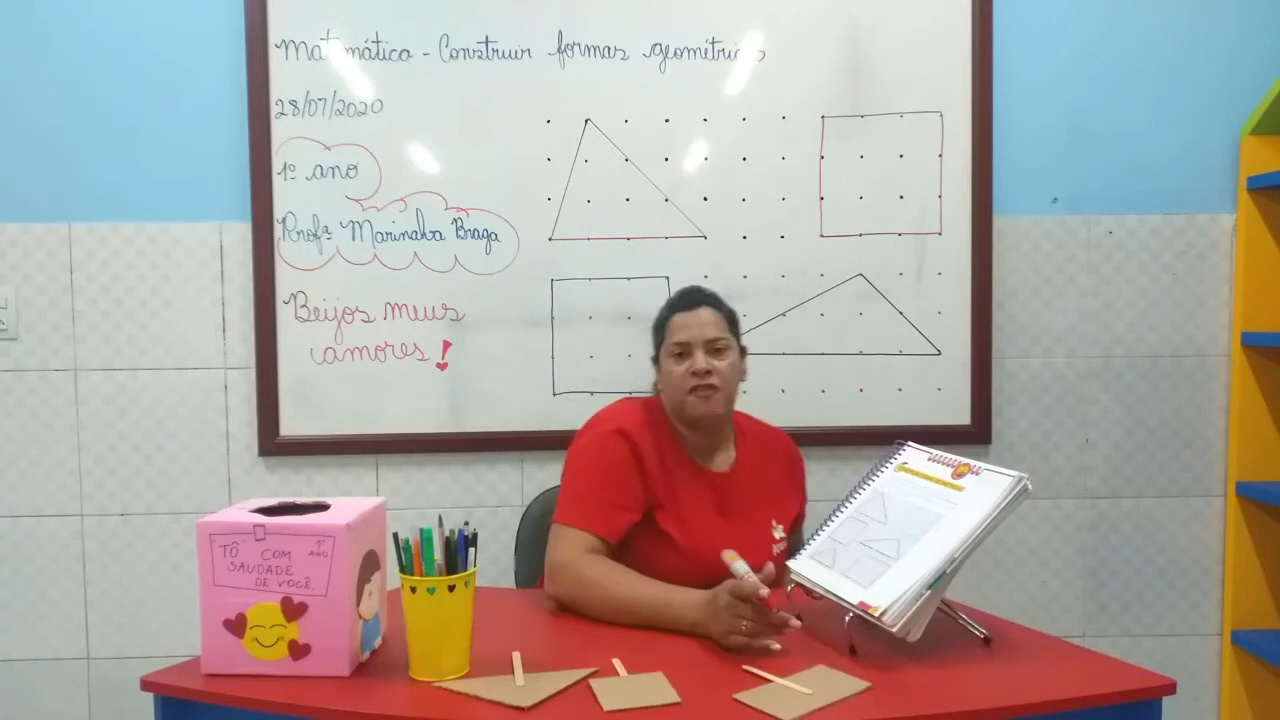 Matemática - Construir formas geométricas
28/07/2020
1º ano
Profª Marinalva Braga
Beijos meus
amores!
TÔ COM
SAUDADE
DE VOCÊ.
1º
ANO